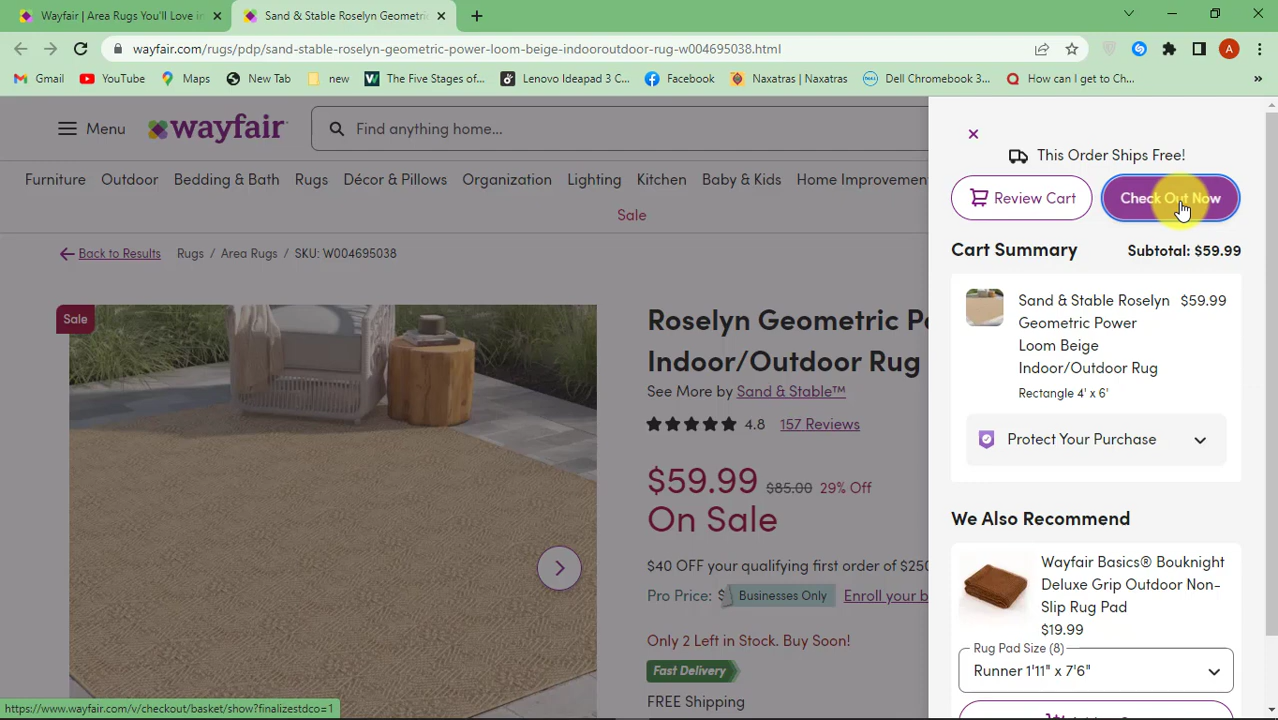 Wayfair | Area Rugs You'll Love i
Sand & Stable Roselyn Geometric
wayfair.com/rugs/pdp/sand-stable-roselyn-geometric-power-loom-beige-indooroutdoor-rug-w004695038.html
A
Gmail
YouTube
Maps
New Tab
new
The Five Stages of...
Lenovo Ideapad 3 C...
Facebook
Naxatras | Naxatras
Dell Chromebook 3...
How can I get to Ch...
Menu
wayfair
Find anything home...
Furniture
Outdoor
Bedding & Bath
Rugs
Décor & Pillows
Organization
Lighting
Kitchen
Baby & Kids
Home Improvemen
Sale
Back to Results
Rugs / Area Rugs / SKU: W004695038
Sale
Roselyn Geometric P
Indoor/Outdoor Rug
See More by Sand & Stable™
4.8 157 Reviews
$59.99 $85.00 29% Off
On Sale
$40 OFF your qualifying first order of $250
Pro Price: $ Businesses Only Enroll your b
Only 2 Left in Stock. Buy Soon!
Fast Delivery
FREE Shipping
This Order Ships Free!
Review Cart
Check Out Now
Cart Summary
Subtotal: $59.99
Sand & Stable Roselyn $59.99
Geometric Power
Loom Beige
Indoor/Outdoor Rug
Rectangle 4' x 6'
Protect Your Purchase
We Also Recommend
Wayfair Basics® Bouknight
Deluxe Grip Outdoor Non-
Slip Rug Pad
$19.99
Rug Pad Size (8)
Runner 1'11" x 7'6"
https://www.wayfair.com/v/checkout/basket/show?finalizestdco=1